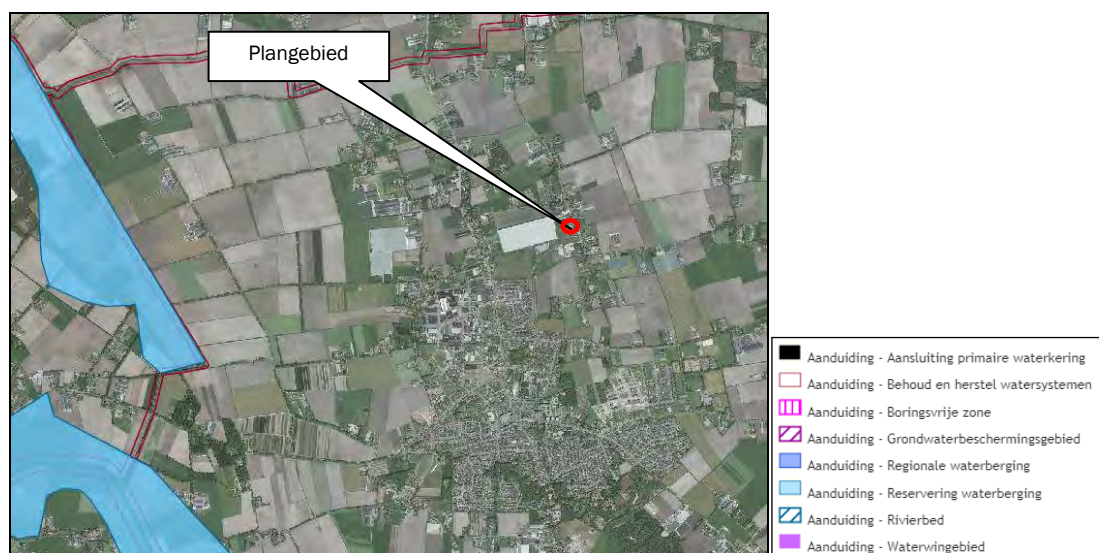 Plangebied
Aanduiding - Aansluiting primaire waterkering
Aanduiding - Behoud en herstel watersystemen
Aanduiding - Boringsvrije zone
Aanduiding - Grondwaterbeschermingsgebied
Aanduiding - Regionale waterberging
Aanduiding - Reservering waterberging
Aanduiding - Rivierbed
Aanduiding - Waterwingebied